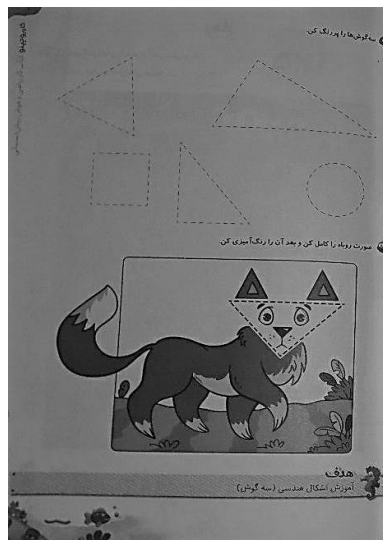 سه‌گوش‌ها را پررنگ کن.
صورت روباه را کامل کن و بعد آن را رنگ‌آمیزی کن.
هدف
آموزش اشکال هندسی (سه گوش)